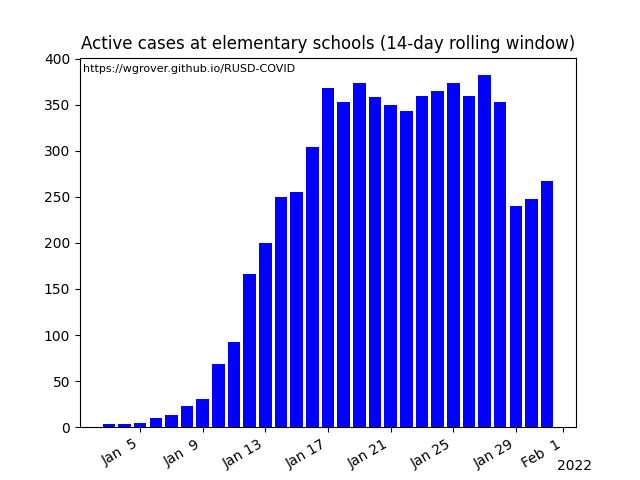 Active cases at elementary schools (14-day rolling window)
https://wgrover.github.io/RUSD-COVID
400
350
300
250
200
150
100
50
0
Jan 5
Jan 9
Jan 13
Jan 17
Jan 21
Jan 25
Jan 29
Feb 1
2022